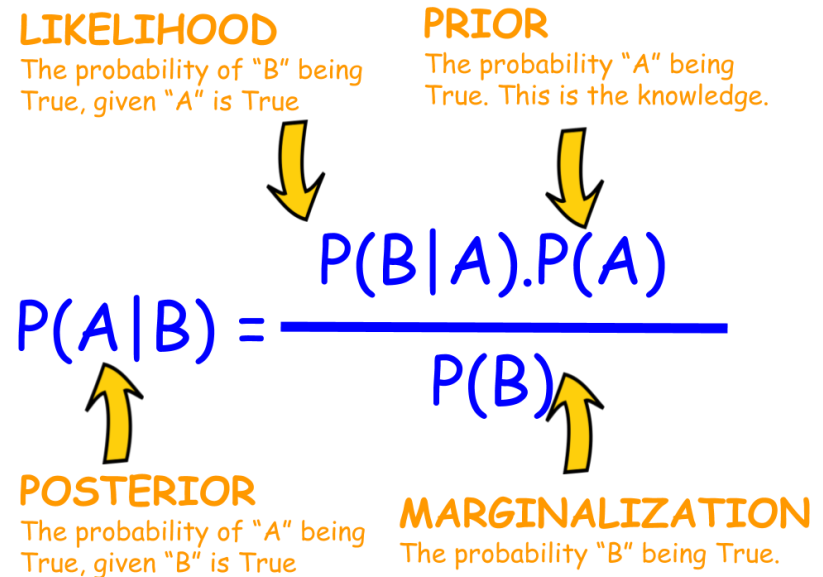 LIKELIHOOD
The probability of “B” being
True, given “A” is True
PRIOR
The probability “A” being
True. This is the knowledge.
P(B|A).P(A)
P(A|B) =
P(B)
POSTERIOR
The probability of “A” being
True, given “B” is True
MARGINALIZATION
The probability “B” being True.